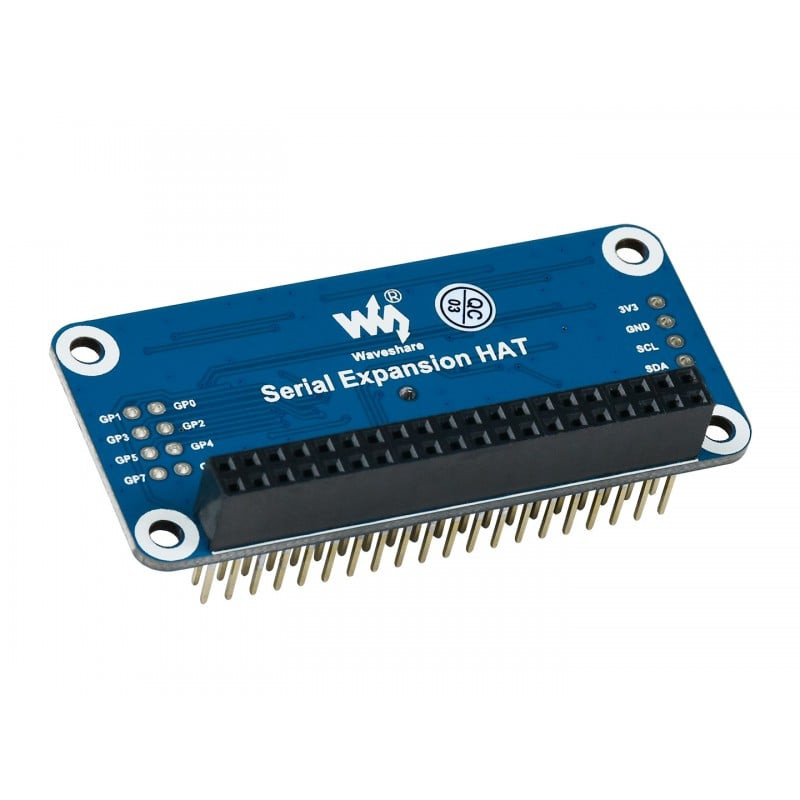 ®
QC
03
Waveshare
Serial Expansion HAT
3V3
GND
SCL
SDA
GP1 GP0
GP3 GP2
GP5 GP4
GP7